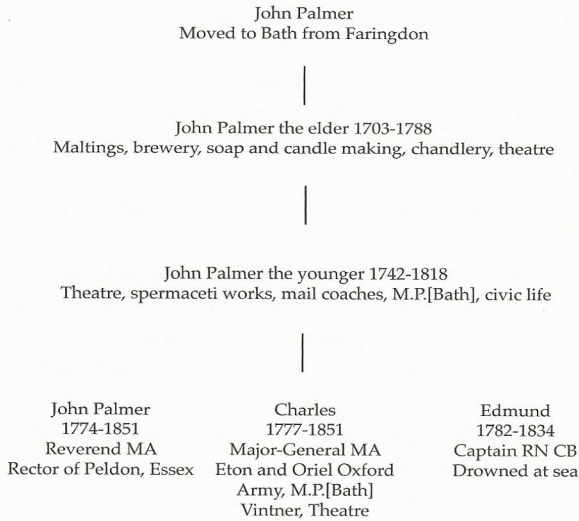 John Palmer
Moved to Bath from Faringdon
John Palmer the elder 1703-1788
Maltings, brewery, soap and candle making, chandlery, theatre
John Palmer the younger 1742-1818
Theatre, spermaceti works, mail coaches, M.P.[Bath], civic life
John Palmer
1774-1851
Reverend MA
Rector of Peldon, Essex
Charles
1777-1851
Major-General MA
Eton and Oriel Oxford
Army, M.P.[Bath]
Vintner, Theatre
Edmund
1782-1834
Captain RN CB
Drowned at sea